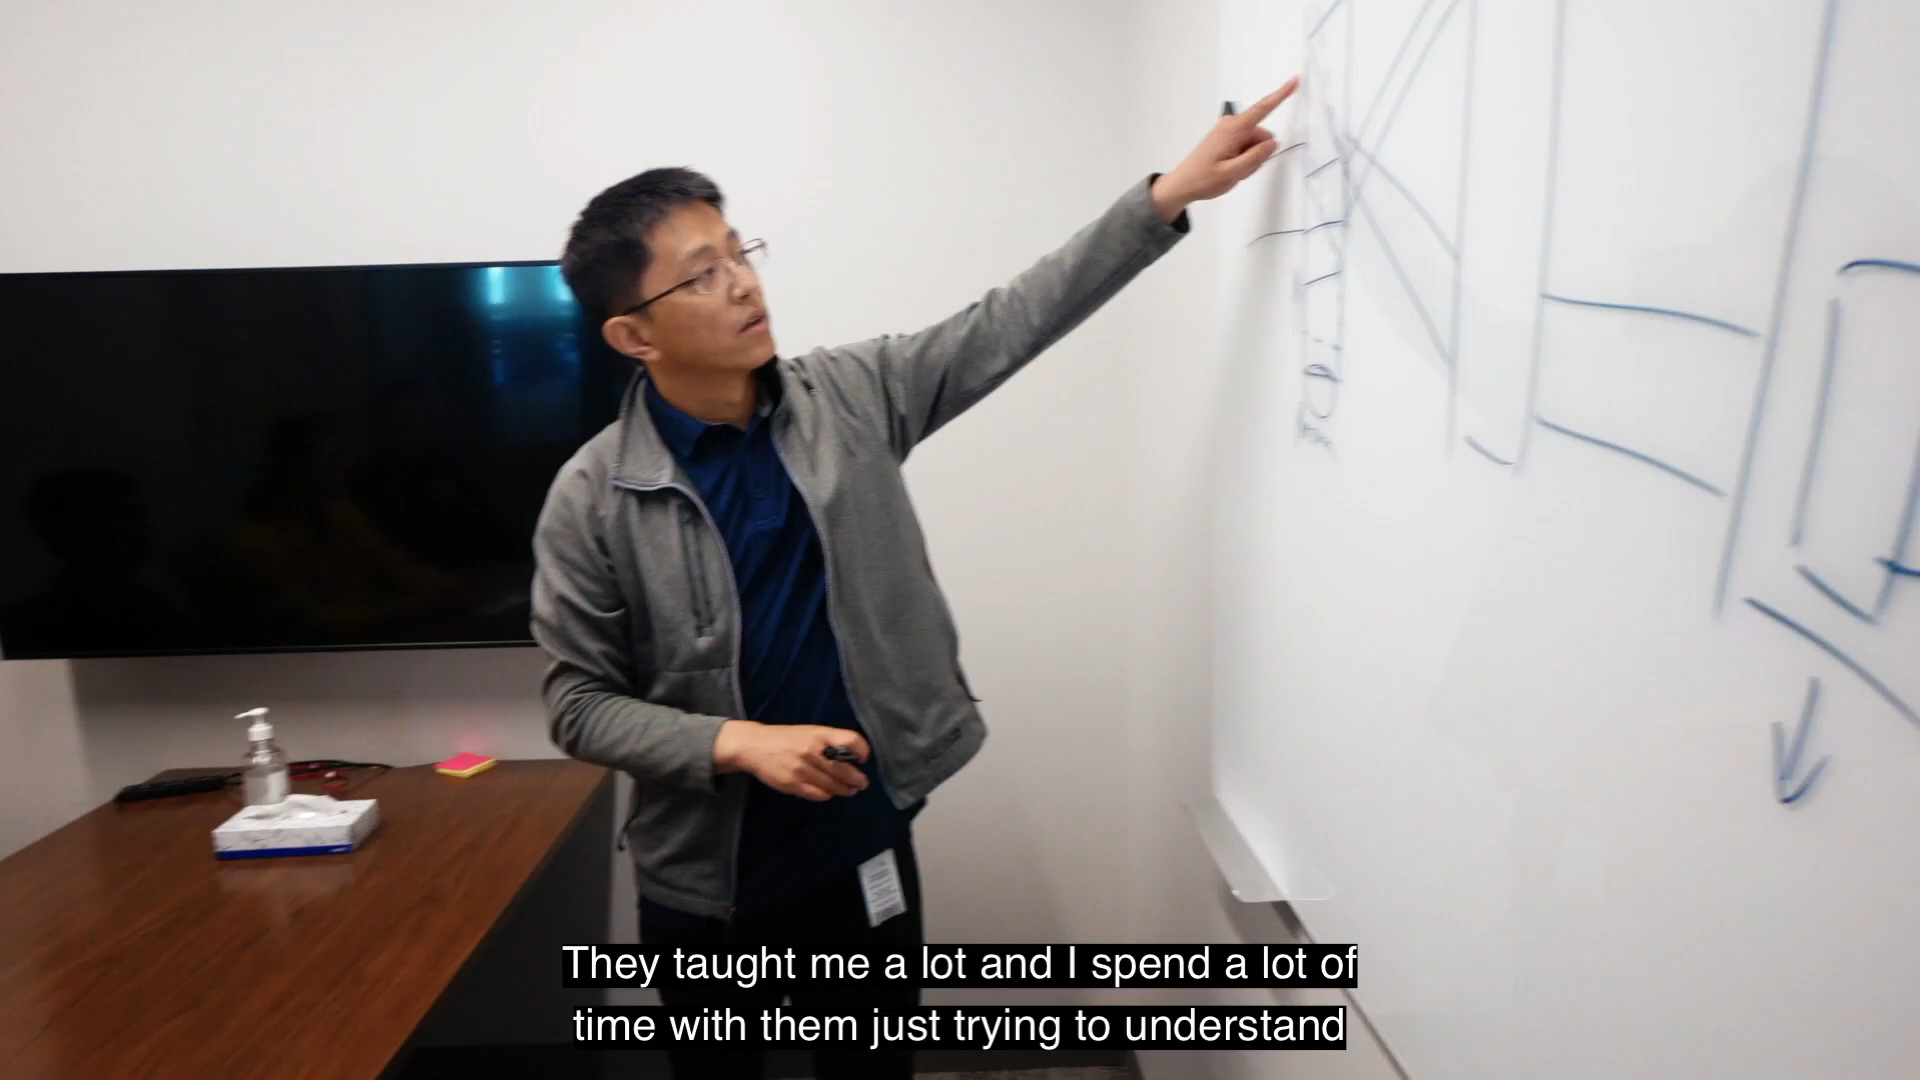 They taught me a lot and I spend a lot of
time with them just trying to understand